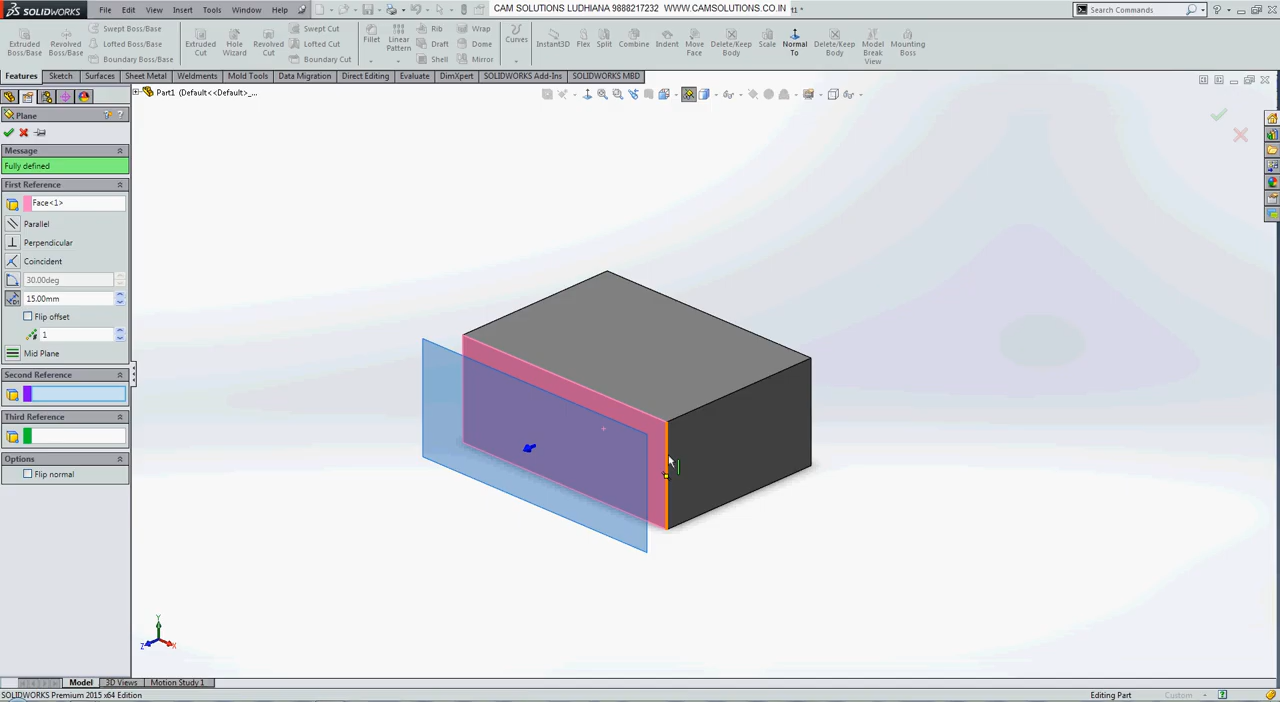 SOLIDWORKS File Edit View Insert Tools Window Help CAM SOLUTIONS LUDHIANA 9888217232 WWW.CAMSOLUTIONS.CO.IN Search Commands
Extruded Boss/Base
Revolved Boss/Base
Swept Boss/Base
Lofted Boss/Base
Boundary Boss/Base
Extruded Cut
Hole Wizard
Revolved Cut
Swept Cut
Lofted Cut
Boundary Cut
Fillet
Linear Pattern
Rib
Draft
Shell
Wrap
Dome
Mirror
Curves
Instant3D
Flex
Split
Combine
Indent
Move Face
Delete/Keep Body
Scale
Normal To
Delete/Keep Body
Model Break View
Mounting Boss
Features Sketch Surfaces Sheet Metal Weldments Mold Tools Data Migration Direct Editing Evaluate DimXpert SOLIDWORKS Add-Ins SOLIDWORKS MBD
Part1 (Default<<Default>_...
Plane
Message
Fully defined
First Reference
Face<1>
Parallel
Perpendicular
Coincident
30.00deg
15.00mm
Flip offset
1
Mid Plane
Second Reference
Third Reference
Options
Flip normal
Y
Z X
Model 3D Views Motion Study 1
SOLIDWORKS Premium 2015 x64 Edition Editing Part Custom